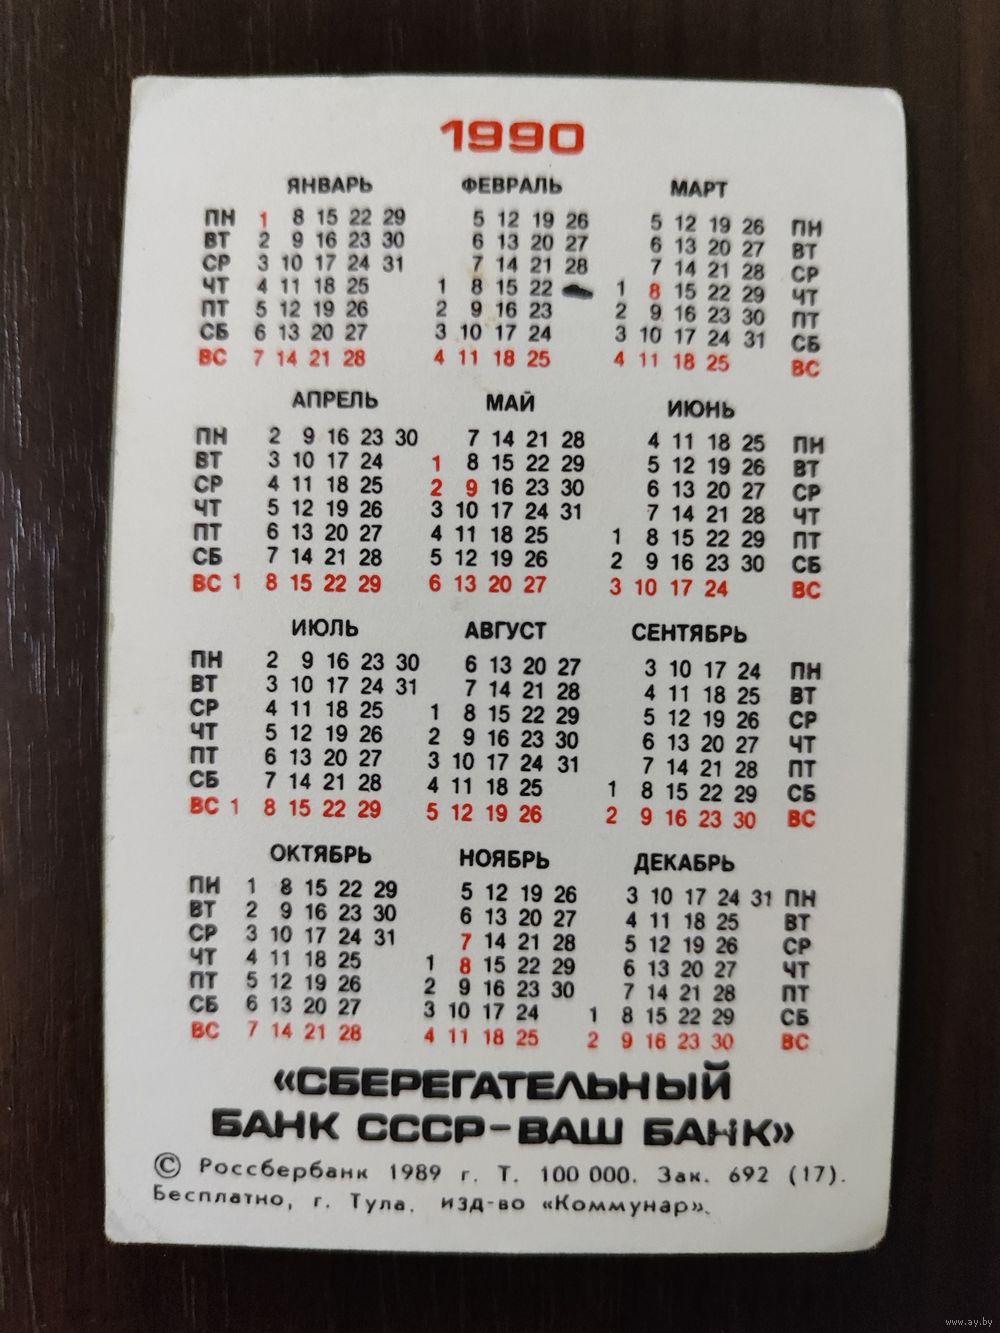 1990
ЯНВАРЬ ФЕВРАЛЬ МАРТ
ПН 1 8 15 22 29 5 12 19 26 5 12 19 26 ПН
ВТ 2 9 16 23 30 6 13 20 27 6 13 20 27 ВТ
СР 3 10 17 24 31 7 14 21 28 7 14 21 28 СР
ЧТ 4 11 18 25 1 8 15 22 1 8 15 22 29 ЧТ
ПТ 5 12 19 26 2 9 16 23 2 9 16 23 30 ПТ
СБ 6 13 20 27 3 10 17 24 3 10 17 24 31 СБ
ВС 7 14 21 28 4 11 18 25 4 11 18 25 ВС
АПРЕЛЬ МАЙ ИЮНЬ
ПН 2 9 16 23 30 7 14 21 28 4 11 18 25 ПН
ВТ 3 10 17 24 1 8 15 22 29 5 12 19 26 ВТ
СР 4 11 18 25 2 9 16 23 30 6 13 20 27 СР
ЧТ 5 12 19 26 3 10 17 24 31 7 14 21 28 ЧТ
ПТ 6 13 20 27 4 11 18 25 1 8 15 22 29 ПТ
СБ 7 14 21 28 5 12 19 26 2 9 16 23 30 СБ
ВС 1 8 15 22 29 6 13 20 27 3 10 17 24 ВС
ИЮЛЬ АВГУСТ СЕНТЯБРЬ
ПН 2 9 16 23 30 6 13 20 27 3 10 17 24 ПН
ВТ 3 10 17 24 31 7 14 21 28 4 11 18 25 ВТ
СР 4 11 18 25 1 8 15 22 29 5 12 19 26 СР
ЧТ 5 12 19 26 2 9 16 23 30 6 13 20 27 ЧТ
ПТ 6 13 20 27 3 10 17 24 31 7 14 21 28 ПТ
СБ 7 14 21 28 4 11 18 25 1 8 15 22 29 СБ
ВС 1 8 15 22 29 5 12 19 26 2 9 16 23 30 ВС
ОКТЯБРЬ НОЯБРЬ ДЕКАБРЬ
ПН 1 8 15 22 29 5 12 19 26 3 10 17 24 31 ПН
ВТ 2 9 16 23 30 6 13 20 27 4 11 18 25 ВТ
СР 3 10 17 24 31 7 14 21 28 5 12 19 26 СР
ЧТ 4 11 18 25 1 8 15 22 29 6 13 20 27 ЧТ
ПТ 5 12 19 26 2 9 16 23 30 7 14 21 28 ПТ
СБ 6 13 20 27 3 10 17 24 1 8 15 22 29 СБ
ВС 7 14 21 28 4 11 18 25 2 9 16 23 30 ВС
«СБЕРЕГАТЕЛЬНЫЙ
БАНК СССР-ВАШ БАНК»
© Россбербанк 1989 г. Т. 100 000. Зак. 692 (17).
Бесплатно, г. Тула. изд-во «Коммунар».
www.ay.by